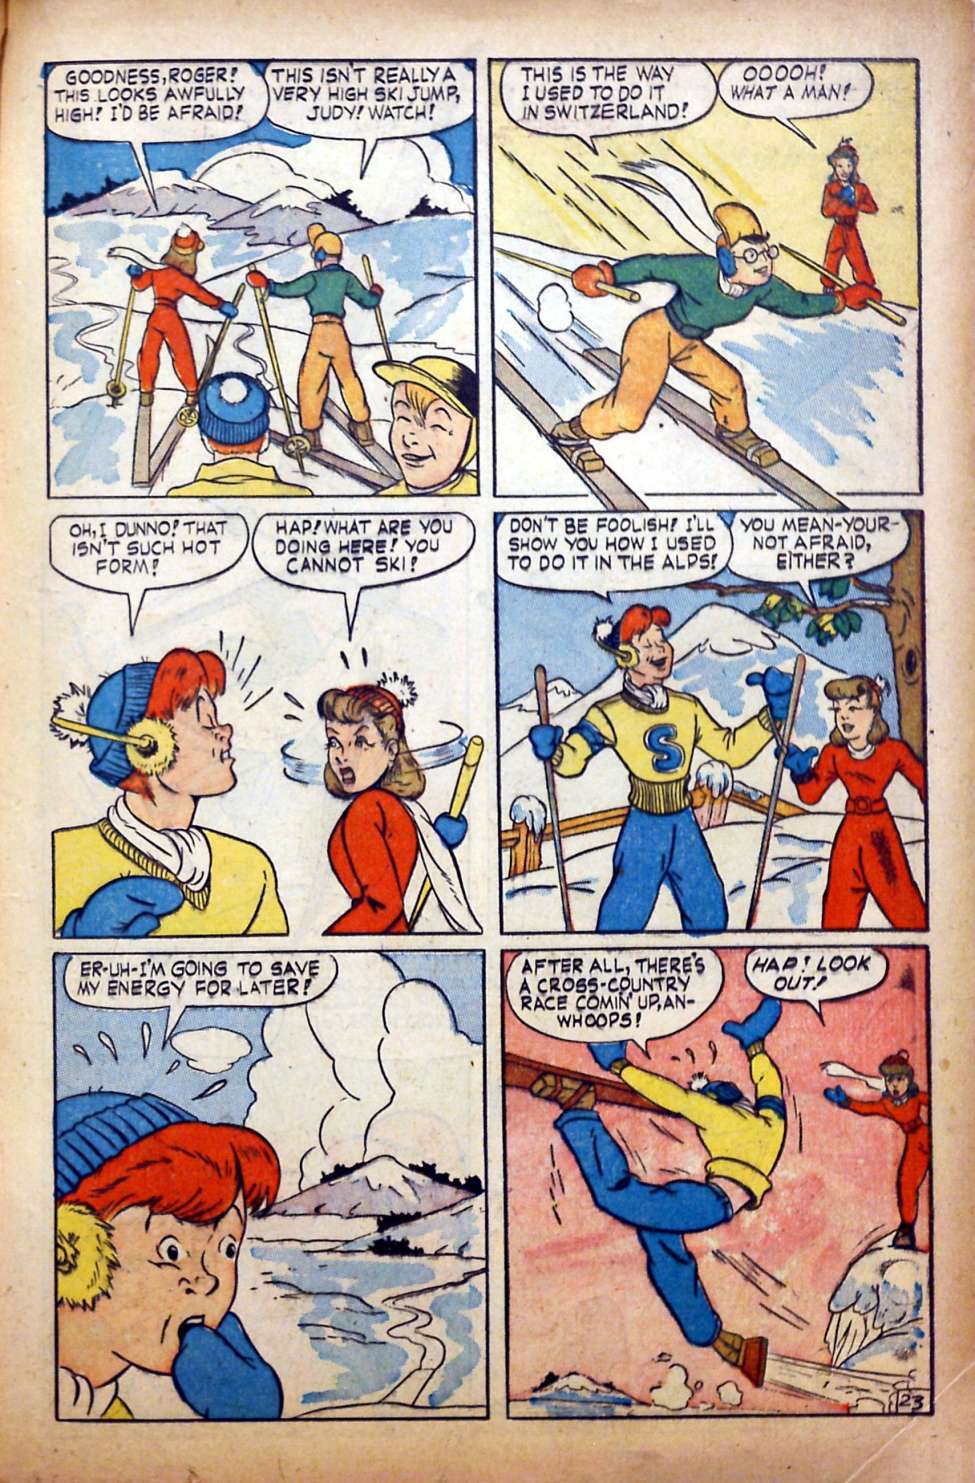 GOODNESS, ROGER!
THIS LOOKS AWFULLY
HIGH! I'D BE AFRAID!
THIS ISN'T REALLY A
VERY HIGH SKI JUMP,
JUDY! WATCH!
THIS IS THE WAY
I USED TO DO IT
IN SWITZERLAND!
OOOOH!
WHAT A MAN!
OH, I DUNNO! THAT
ISN'T SUCH HOT
FORM!
HAP! WHAT ARE YOU
DOING HERE! YOU
CANNOT SKI!
DON'T BE FOOLISH! I'LL
SHOW YOU HOW I USED
TO DO IT IN THE ALPS!
YOU MEAN-YOUR-
NOT AFRAID,
EITHER?
S
ER-UH-I'M GOING TO SAVE
MY ENERGY FOR LATER!
AFTER ALL, THERE'S
A CROSS-COUNTRY
RACE COMIN' UP, AN-
WHOOPS!
HAP! LOOK
OUT!
23